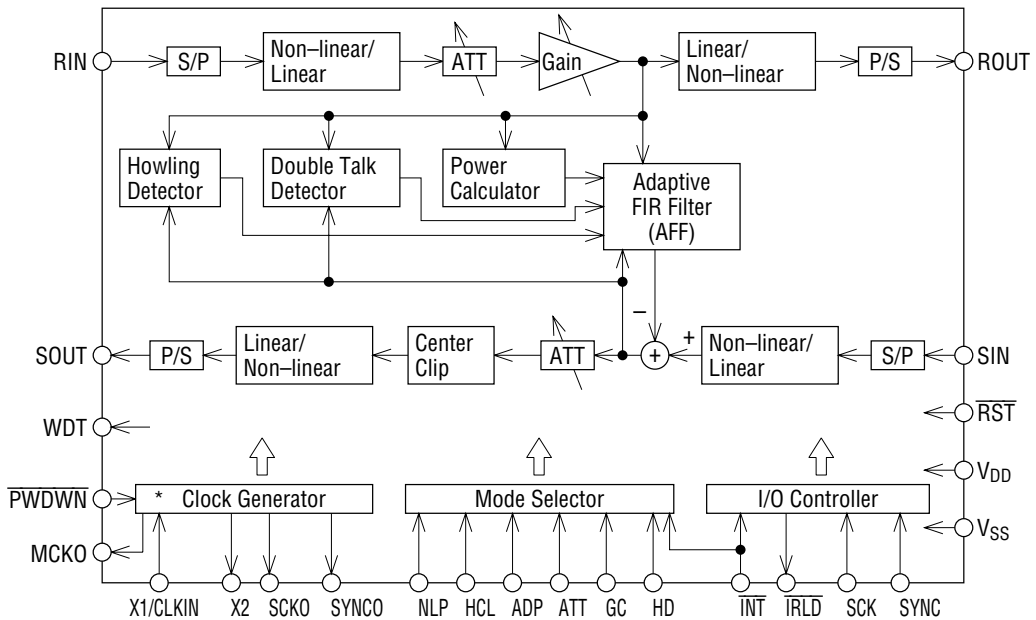 RIN
S/P
Non–linear/
Linear
ATT
Gain
Linear/
Non–linear
P/S
ROUT
Howling
Detector
Double Talk
Detector
Power
Calculator
Adaptive
FIR Filter
(AFF)
–
+
+
SOUT
P/S
Linear/
Non–linear
Center
Clip
ATT
Non–linear/
Linear
S/P
SIN
WDT
RST
VDD
VSS
PWDWN
* Clock Generator
Mode Selector
I/O Controller
MCKO
X1/CLKIN
X2
SCKO
SYNCO
NLP
HCL
ADP
ATT
GC
HD
INT
IRLD
SCK
SYNC